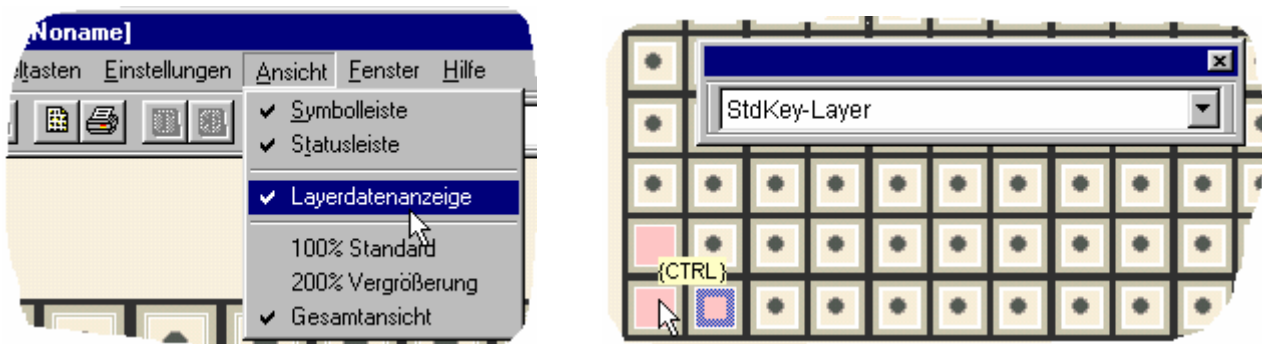 Noname]
ltasten Einstellungen Ansicht Fenster Hilfe
Symbolleiste
Statusleiste
Layerdatenanzeige
100% Standard
200% Vergrößerung
Gesamtansicht
StdKey-Layer
{CTRL}